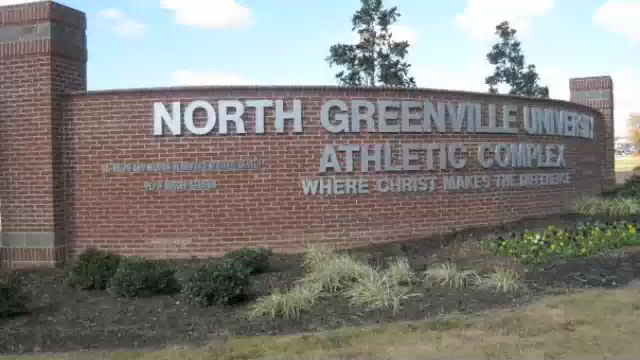 NORTH GREENVILLE UNIVERSITY
ATHLETIC COMPLEX
WHERE CHRIST MAKES THE DIFFERENCE